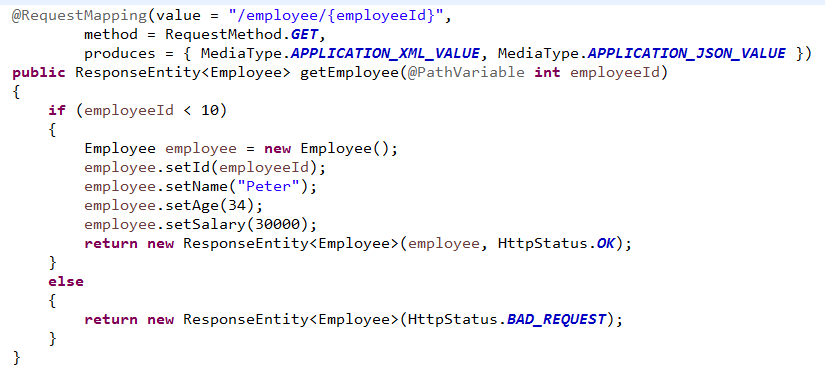 @RequestMapping(value = "/employee/{employeeId}",
        method = RequestMethod.GET,
        produces = { MediaType.APPLICATION_XML_VALUE, MediaType.APPLICATION_JSON_VALUE })
public ResponseEntity<Employee> getEmployee(@PathVariable int employeeId)
{
    if (employeeId < 10)
    {
        Employee employee = new Employee();
        employee.setId(employeeId);
        employee.setName("Peter");
        employee.setAge(34);
        employee.setSalary(30000);
        return new ResponseEntity<Employee>(employee, HttpStatus.OK);
    }
    else
    {
        return new ResponseEntity<Employee>(HttpStatus.BAD_REQUEST);
    }
}